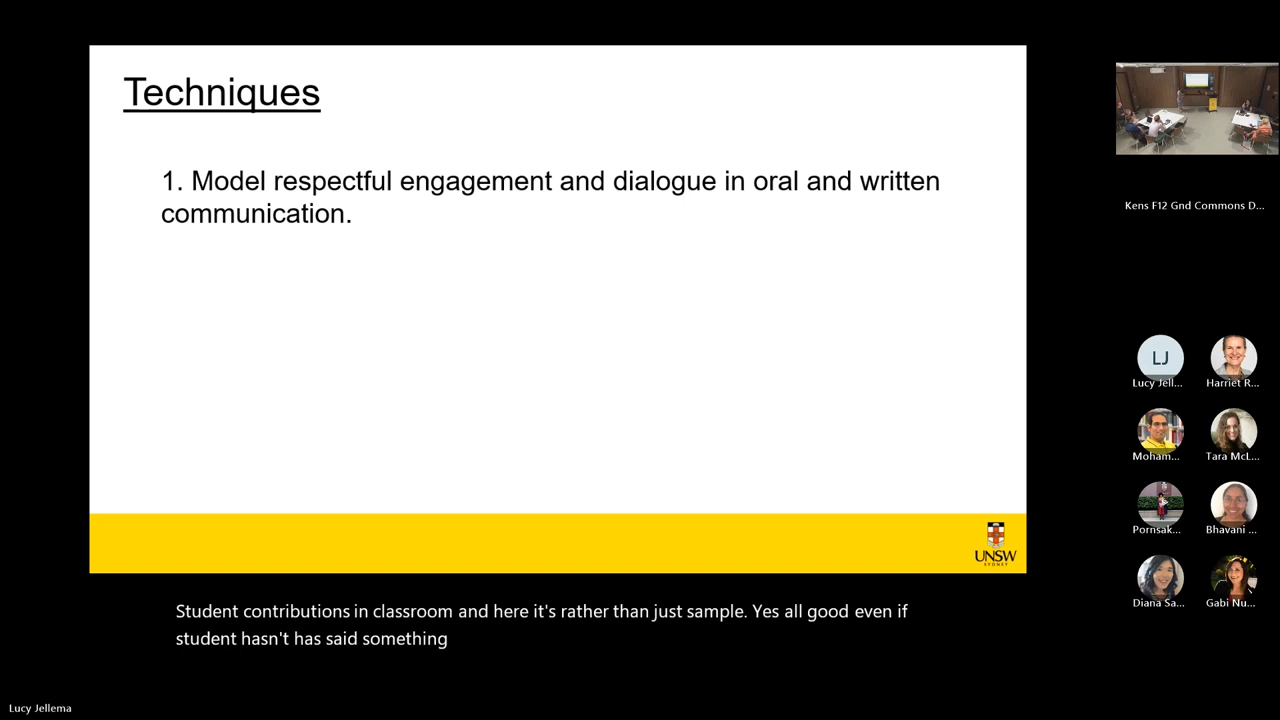 Techniques
1. Model respectful engagement and dialogue in oral and written
communication.
UNSW
SYDNEY
Student contributions in classroom and here it's rather than just sample. Yes all good even if
student hasn't has said something
Kens F12 Gnd Commons D...
LJ
Lucy Jell...
Harriet R...
Moham...
Tara McL...
Pornsak...
Bhavani ...
Diana Sa...
Gabi Nu...
Lucy Jellema